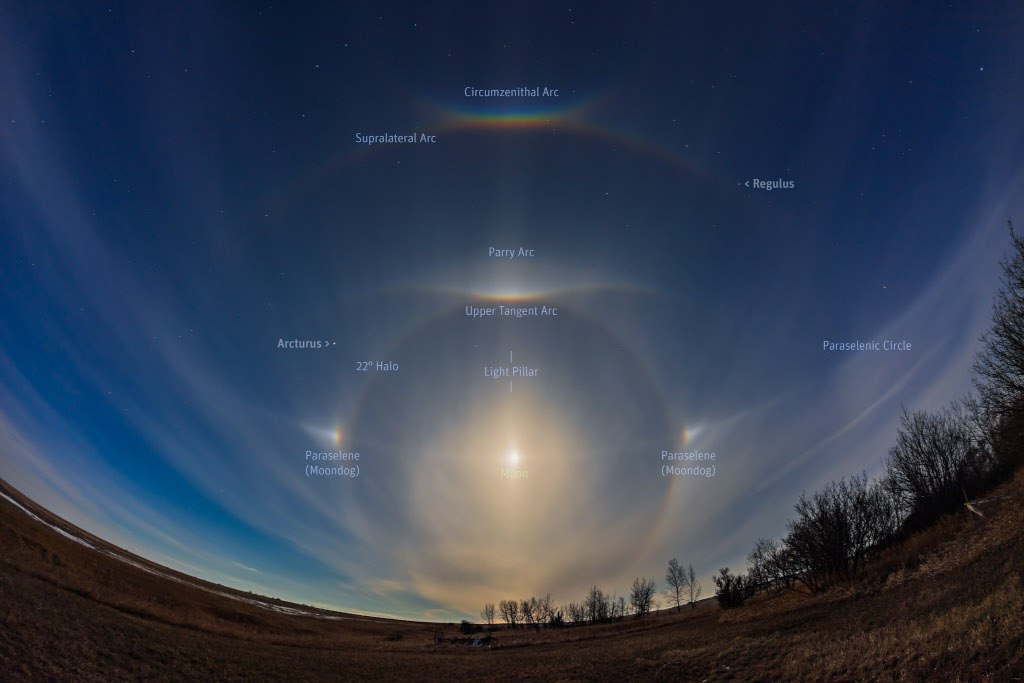 Circumzenithal Arc
Supralateral Arc
< Regulus
Parry Arc
Upper Tangent Arc
Arcturus >
Paraselenic Circle
22° Halo
Light Pillar
Paraselene
(Moondog)
Paraselene
(Moondog)
Moon